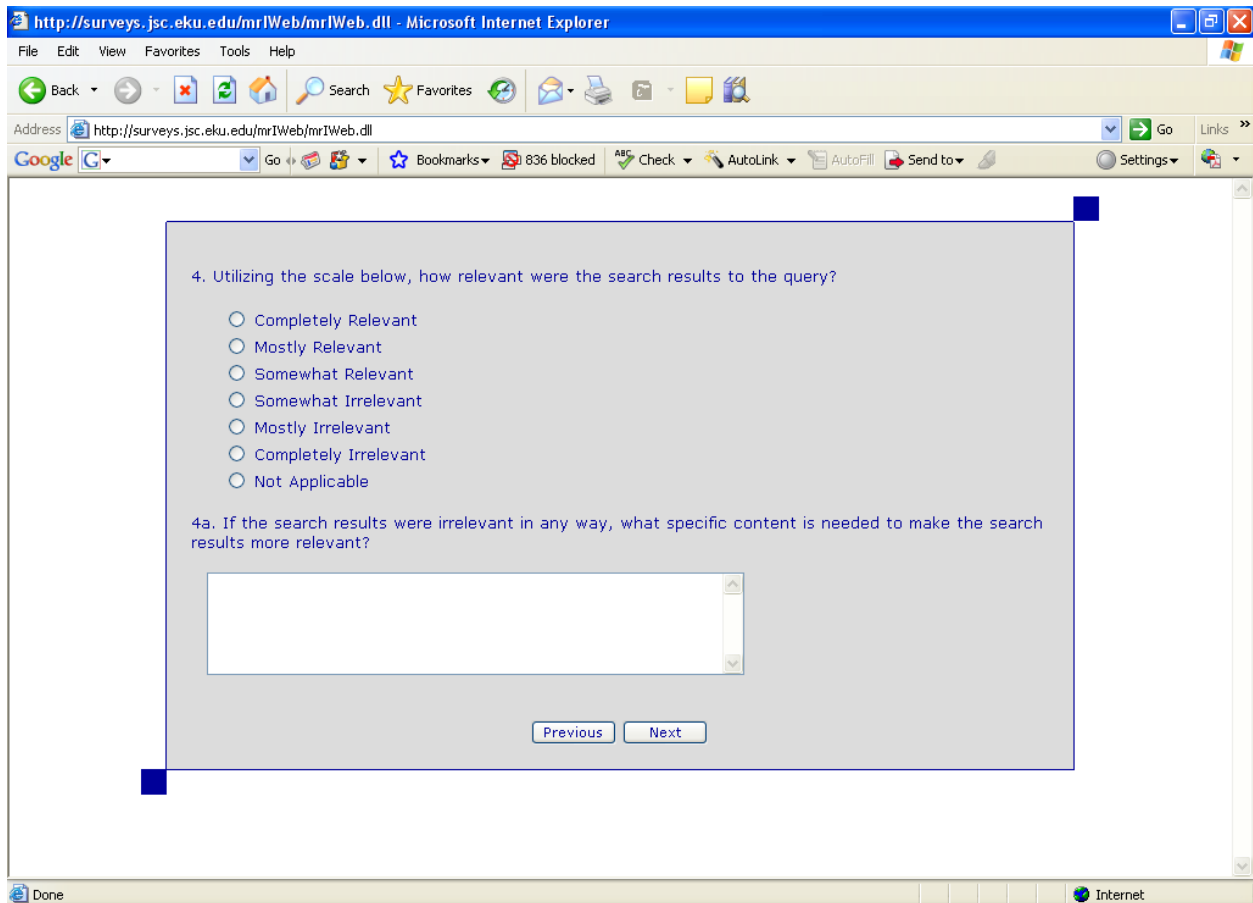 http://surveys.jsc.eku.edu/mrIWeb/mrIWeb.dll - Microsoft Internet Explorer
File Edit View Favorites Tools Help
Back Search Favorites
Address http://surveys.jsc.eku.edu/mrIWeb/mrIWeb.dll Go Links »
Google G Go Bookmarks 836 blocked ABC Check AutoLink AutoFill Send to Settings
4. Utilizing the scale below, how relevant were the search results to the query?
Completely Relevant
Mostly Relevant
Somewhat Relevant
Somewhat Irrelevant
Mostly Irrelevant
Completely Irrelevant
Not Applicable
4a. If the search results were irrelevant in any way, what specific content is needed to make the search
results more relevant?
Previous Next
Done Internet